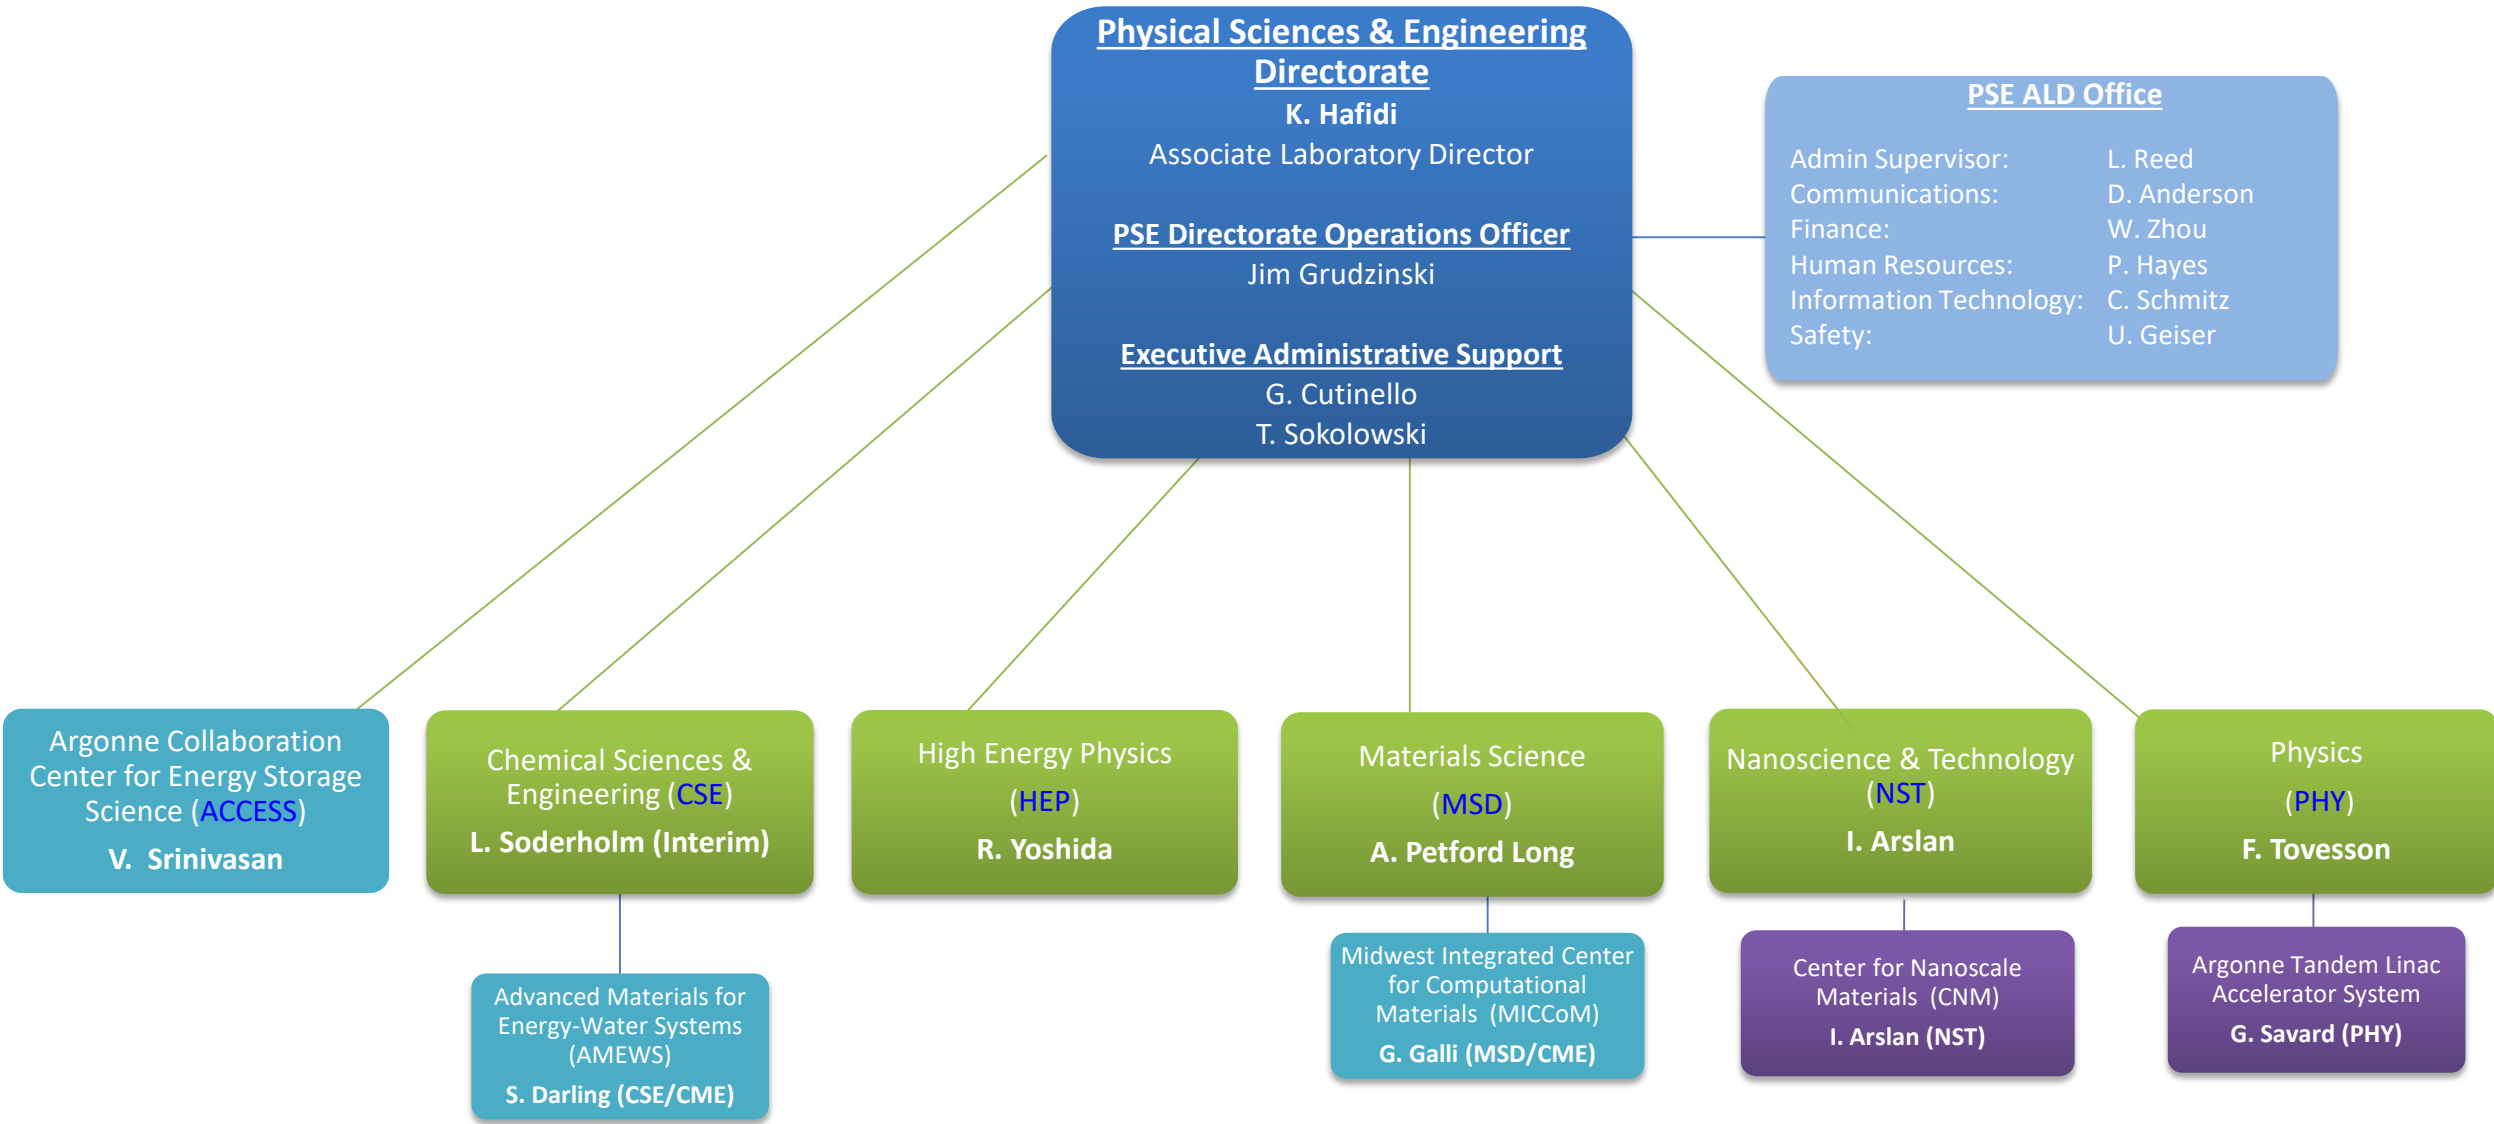 Physical Sciences & Engineering
Directorate
K. Hafidi
Associate Laboratory Director
PSE Directorate Operations Officer
Jim Grudzinski
Executive Administrative Support
G. Cutinello
T. Sokolowski
PSE ALD Office
Admin Supervisor: L. Reed
Communications: D. Anderson
Finance: W. Zhou
Human Resources: P. Hayes
Information Technology: C. Schmitz
Safety: U. Geiser
Argonne Collaboration
Center for Energy Storage
Science (ACCESS)
V. Srinivasan
Chemical Sciences &
Engineering (CSE)
L. Soderholm (Interim)
High Energy Physics
(HEP)
R. Yoshida
Materials Science
(MSD)
A. Petford Long
Nanoscience & Technology
(NST)
I. Arslan
Physics
(PHY)
F. Tovesson
Advanced Materials for
Energy-Water Systems
(AMEWS)
S. Darling (CSE/CME)
Midwest Integrated Center
for Computational
Materials (MICCoM)
G. Galli (MSD/CME)
Center for Nanoscale
Materials (CNM)
I. Arslan (NST)
Argonne Tandem Linac
Accelerator System
G. Savard (PHY)